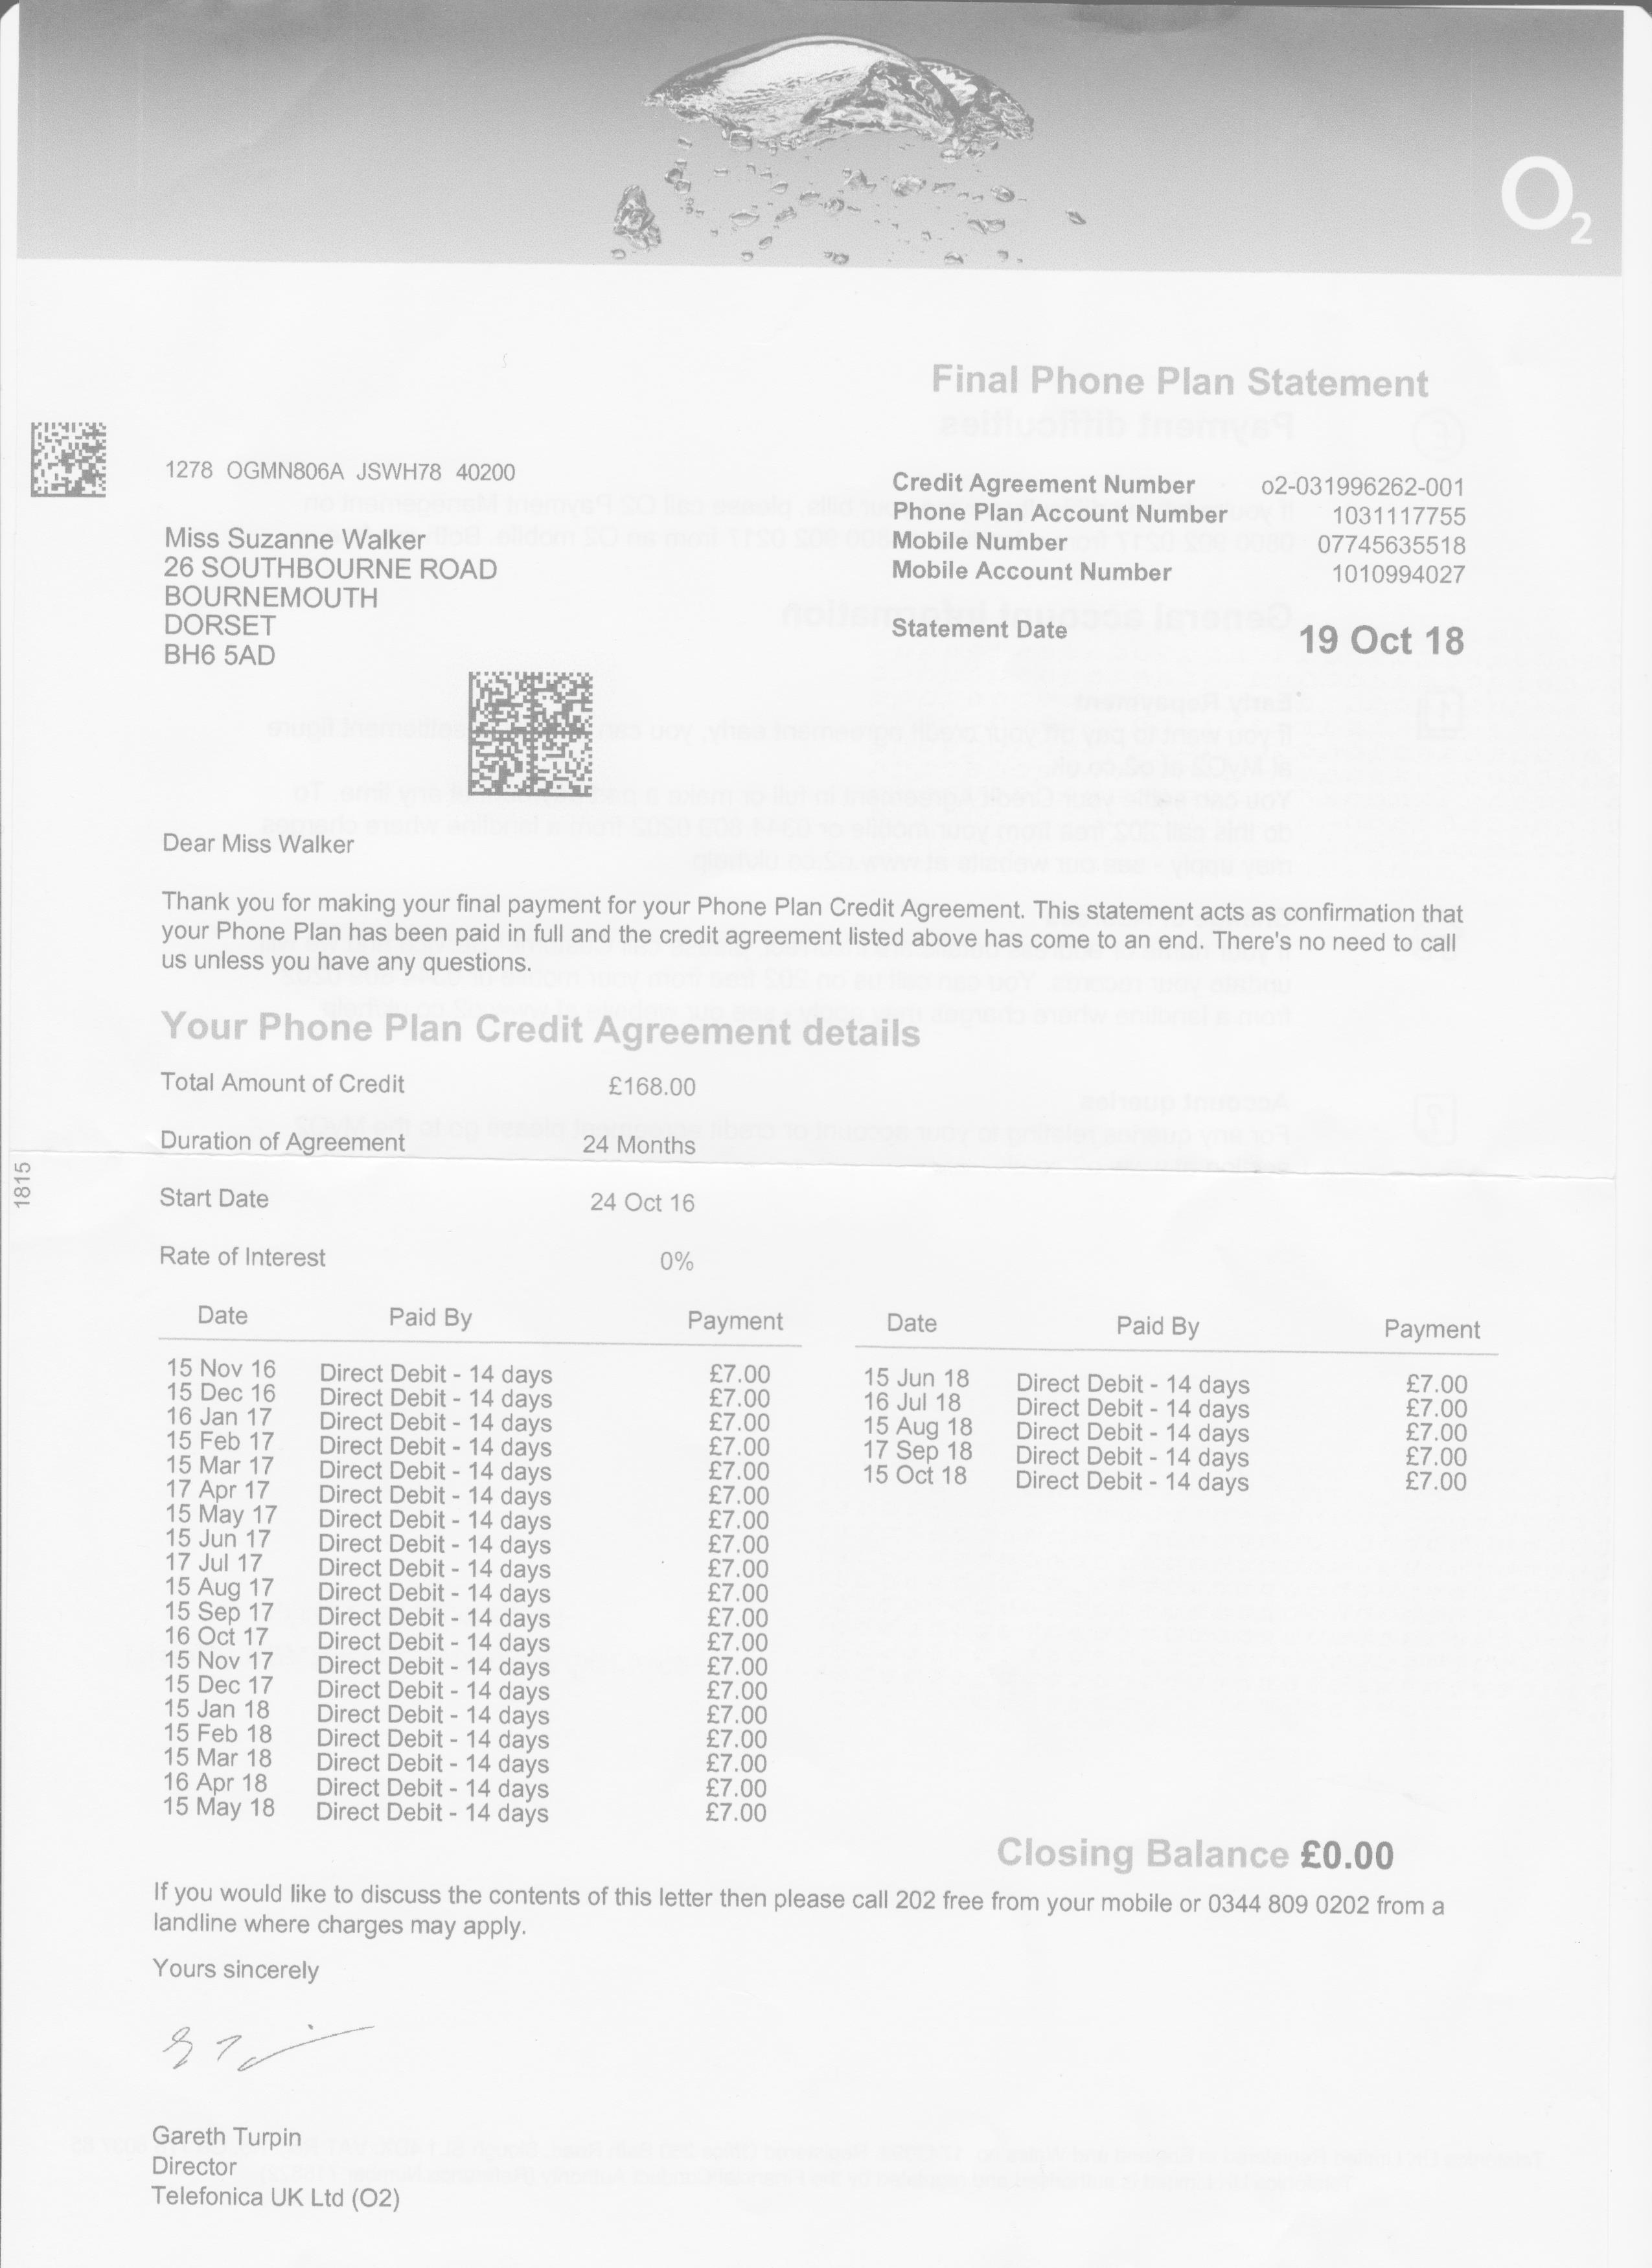 O2
Final Phone Plan Statement
1278 OGMN806A JSWH78 40200
Miss Suzanne Walker
26 SOUTHBOURNE ROAD
BOURNEMOUTH
DORSET
BH6 5AD
Credit Agreement Number o2-031996262-001
Phone Plan Account Number 1031117755
Mobile Number 07745635518
Mobile Account Number 1010994027
Statement Date 19 Oct 18
Dear Miss Walker
Thank you for making your final payment for your Phone Plan Credit Agreement. This statement acts as confirmation that
your Phone Plan has been paid in full and the credit agreement listed above has come to an end. There's no need to call
us unless you have any questions.
Your Phone Plan Credit Agreement details
Total Amount of Credit £168.00
Duration of Agreement 24 Months
1815
Start Date 24 Oct 16
Rate of Interest 0%
Date Paid By Payment
15 Nov 16 Direct Debit - 14 days £7.00
15 Dec 16 Direct Debit - 14 days £7.00
16 Jan 17 Direct Debit - 14 days £7.00
15 Feb 17 Direct Debit - 14 days £7.00
15 Mar 17 Direct Debit - 14 days £7.00
17 Apr 17 Direct Debit - 14 days £7.00
15 May 17 Direct Debit - 14 days £7.00
15 Jun 17 Direct Debit - 14 days £7.00
17 Jul 17 Direct Debit - 14 days £7.00
15 Aug 17 Direct Debit - 14 days £7.00
15 Sep 17 Direct Debit - 14 days £7.00
16 Oct 17 Direct Debit - 14 days £7.00
15 Nov 17 Direct Debit - 14 days £7.00
15 Dec 17 Direct Debit - 14 days £7.00
15 Jan 18 Direct Debit - 14 days £7.00
15 Feb 18 Direct Debit - 14 days £7.00
15 Mar 18 Direct Debit - 14 days £7.00
16 Apr 18 Direct Debit - 14 days £7.00
15 May 18 Direct Debit - 14 days £7.00
Date Paid By Payment
15 Jun 18 Direct Debit - 14 days £7.00
16 Jul 18 Direct Debit - 14 days £7.00
15 Aug 18 Direct Debit - 14 days £7.00
17 Sep 18 Direct Debit - 14 days £7.00
15 Oct 18 Direct Debit - 14 days £7.00
Closing Balance £0.00
If you would like to discuss the contents of this letter then please call 202 free from your mobile or 0344 809 0202 from a
landline where charges may apply.
Yours sincerely
Gareth Turpin
Director
Telefonica UK Ltd (O2)